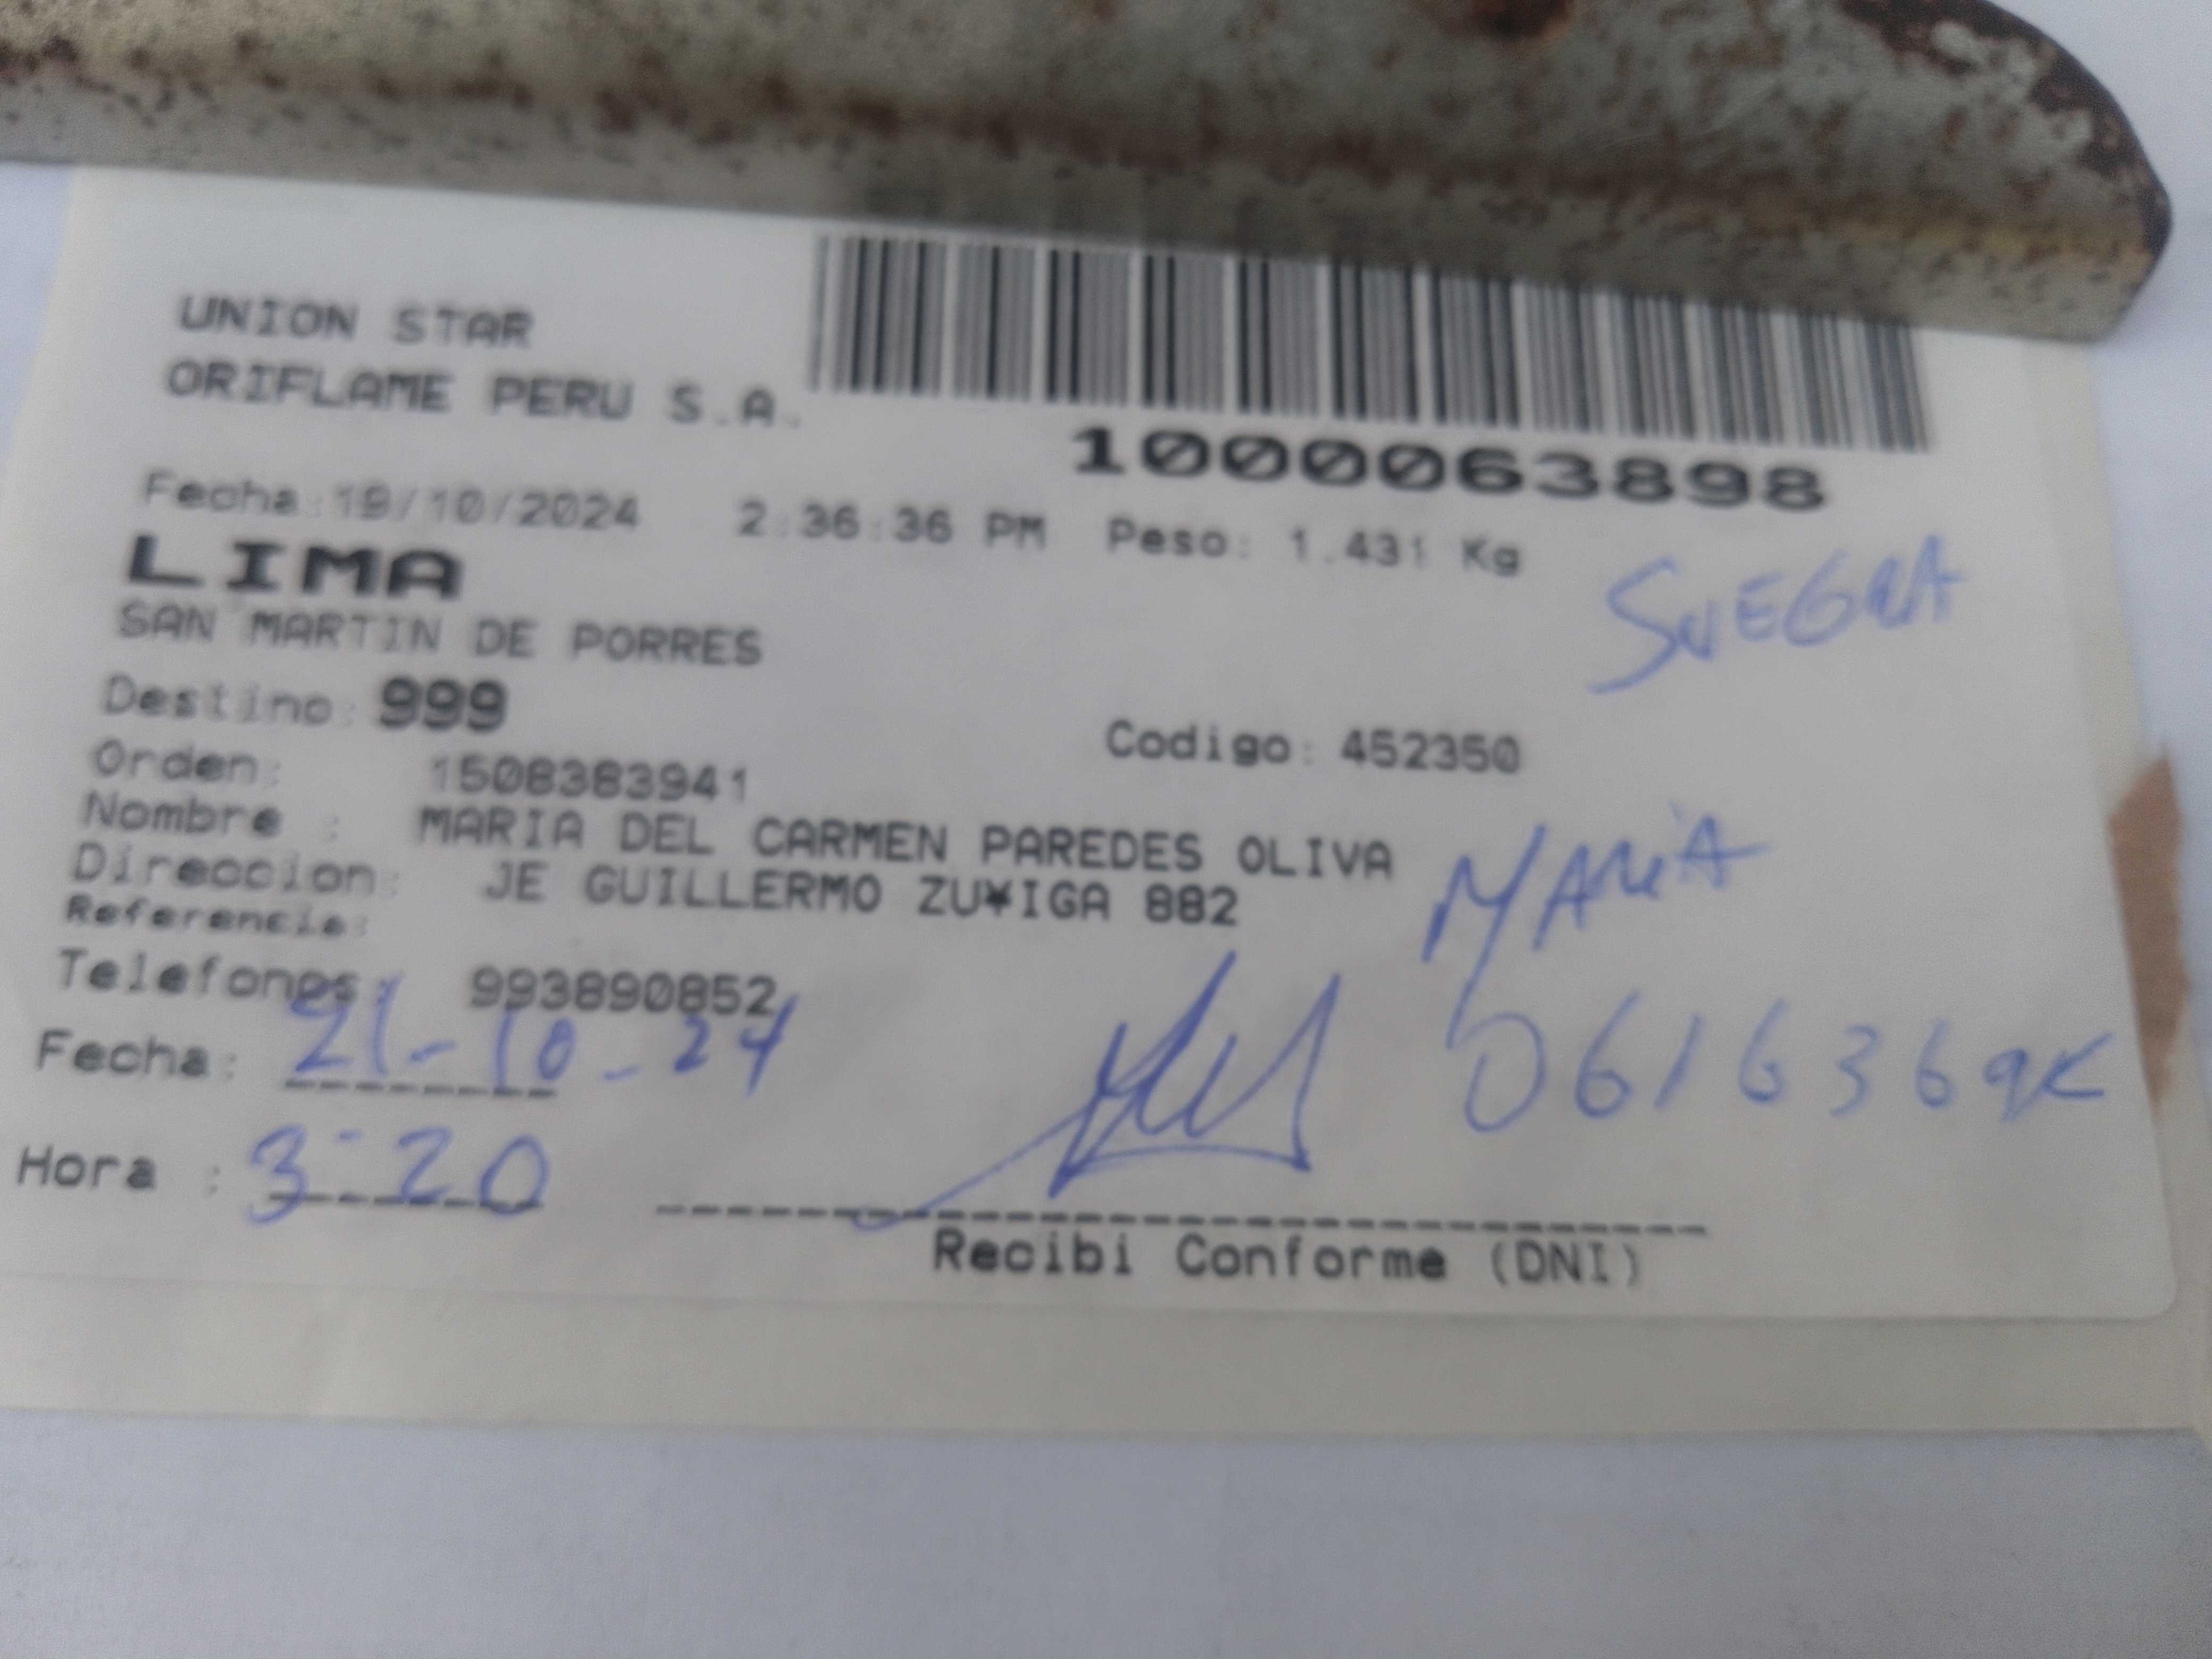 UNION STAR
ORIFLAME PERU S.A.
1000063898
Fecha:19/10/2024 2:36:36 PM Peso: 1.431 Kg
LIMA
SAN MARTIN DE PORRES
SUEGRA
Destino: 999
Codigo: 452350
Orden: 1508383941
Nombre : MARIA DEL CARMEN PAREDES OLIVA
MARIA
Direccion: JE GUILLERMO ZU¥IGA 882
Referencia:
Telefonos: 993890852
Fecha: 21-10-24
Hora : 3-20
Recibi Conforme (DNI)